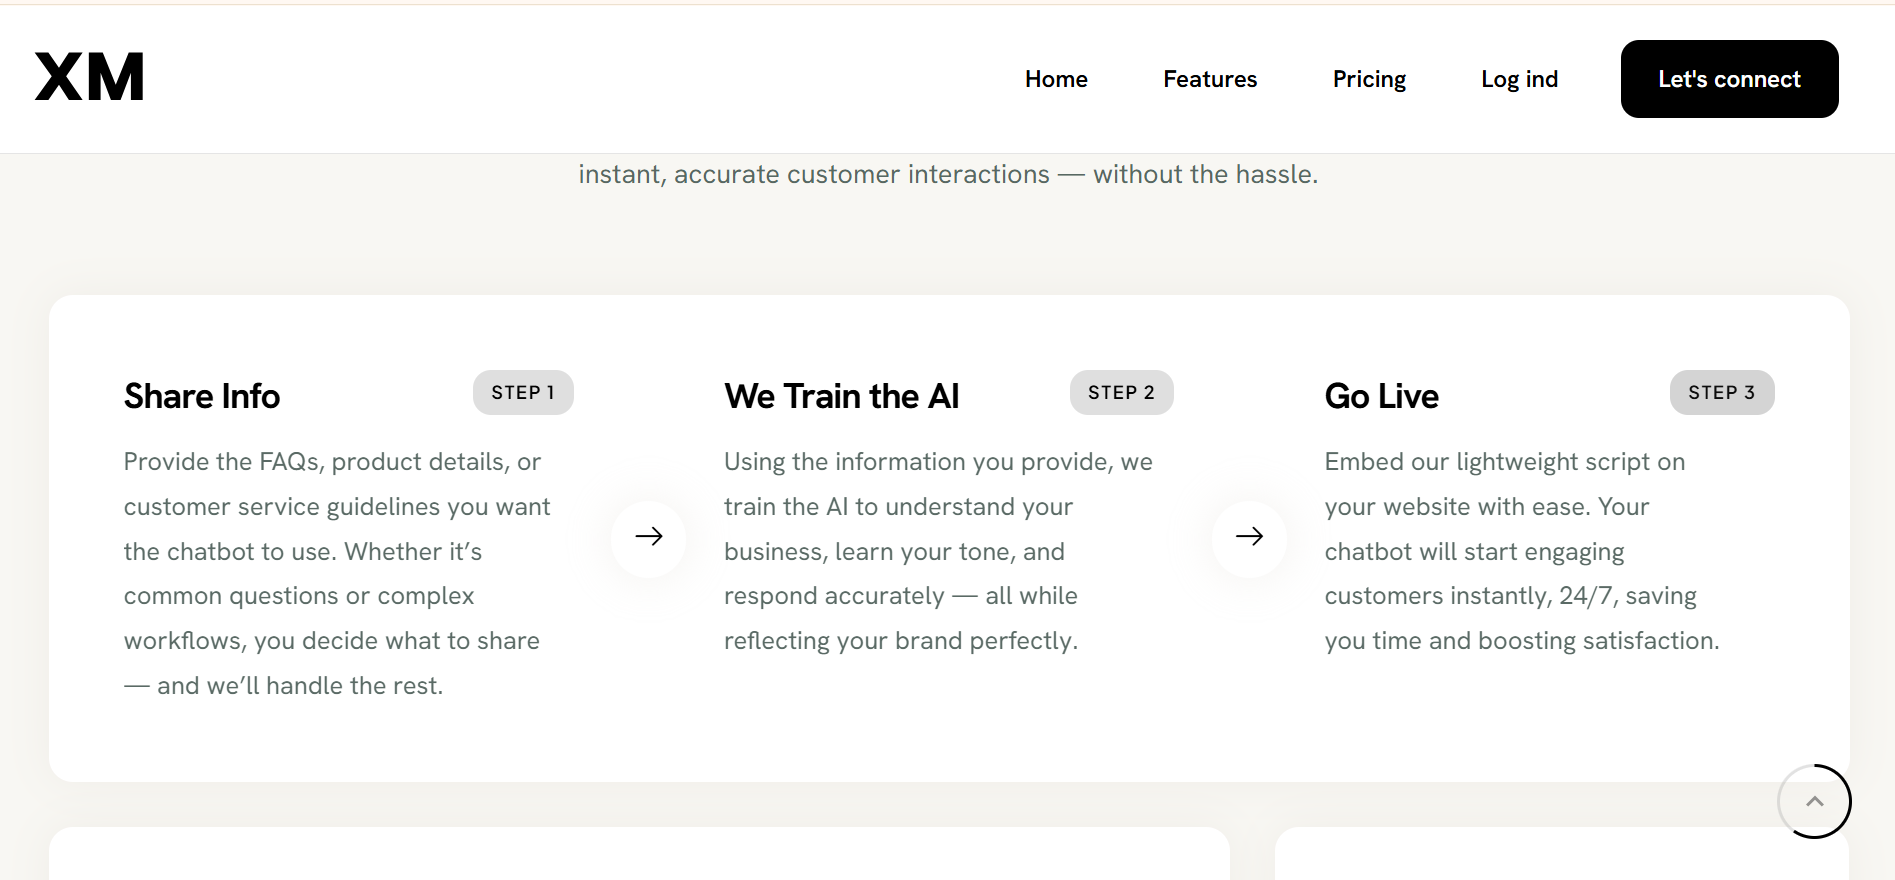 XM
Home
Features
Pricing
Log ind
Let's connect
instant, accurate customer interactions — without the hassle.
Share Info
STEP 1
Provide the FAQs, product details, or
customer service guidelines you want
the chatbot to use. Whether it’s
common questions or complex
workflows, you decide what to share
— and we’ll handle the rest.
We Train the AI
STEP 2
Using the information you provide, we
train the AI to understand your
business, learn your tone, and
respond accurately — all while
reflecting your brand perfectly.
Go Live
STEP 3
Embed our lightweight script on
your website with ease. Your
chatbot will start engaging
customers instantly, 24/7, saving
you time and boosting satisfaction.